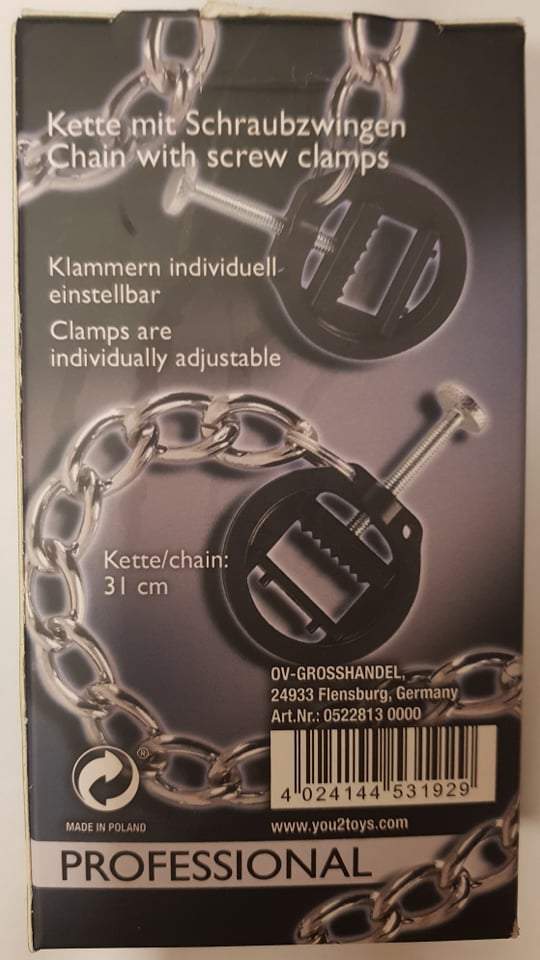 Kette mit Schraubzwingen
Chain with screw clamps
Klammern individuell
einstellbar
Clamps are
individually adjustable
Kette/chain:
31 cm
OV-GROSSHANDEL,
24933 Flensburg, Germany
Art.Nr.: 0522813 0000
4 024144 531929
®
MADE IN POLAND
www.you2toys.com
PROFESSIONAL